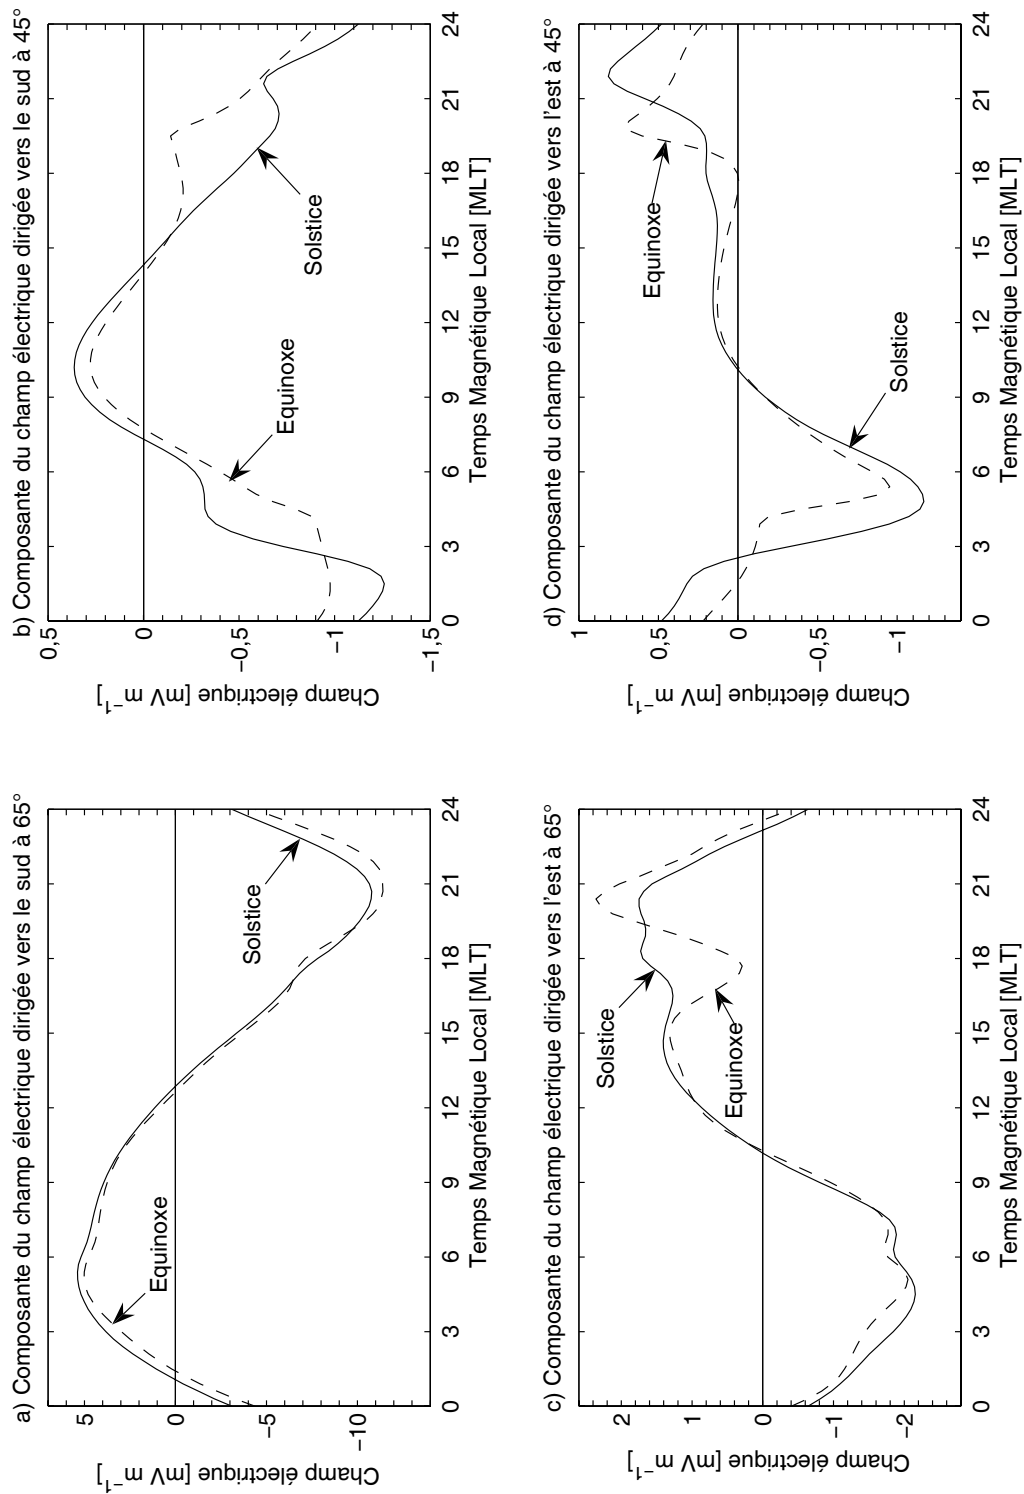 a) Composante du champ électrique dirigée vers le sud à 65°
Champ électrique [mV m⁻¹]
5
0
−5
−10
Equinoxe
Solstice
0 3 6 9 12 15 18 21 24
Temps Magnétique Local [MLT]
b) Composante du champ électrique dirigée vers le sud à 45°
Champ électrique [mV m⁻¹]
0,5
0
−0,5
−1
−1,5
Equinoxe
Solstice
0 3 6 9 12 15 18 21 24
Temps Magnétique Local [MLT]
c) Composante du champ électrique dirigée vers l'est à 65°
Champ électrique [mV m⁻¹]
2
1
0
−1
−2
Solstice
Equinoxe
0 3 6 9 12 15 18 21 24
Temps Magnétique Local [MLT]
d) Composante du champ électrique dirigée vers l'est à 45°
Champ électrique [mV m⁻¹]
1
0,5
0
−0,5
−1
Equinoxe
Solstice
0 3 6 9 12 15 18 21 24
Temps Magnétique Local [MLT]